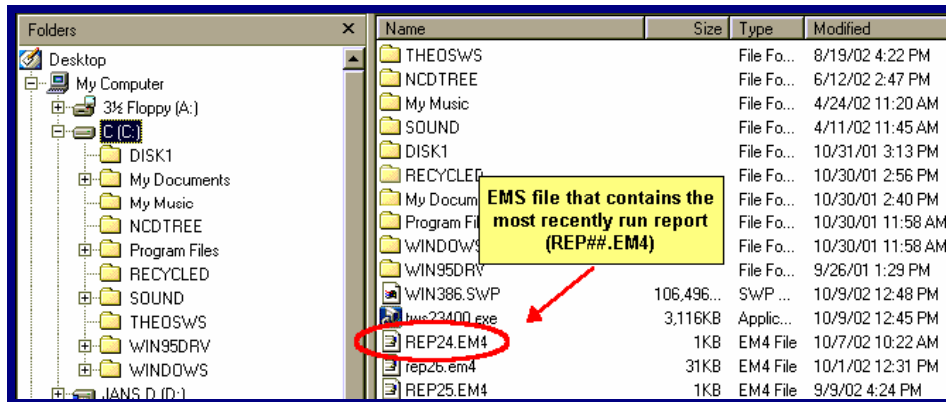 Folders
Desktop
My Computer
3½ Floppy (A:)
C (C:)
DISK1
My Documents
My Music
NCDTREE
Program Files
RECYCLED
SOUND
THEOSWS
WIN95DRV
WINDOWS
JANS D (D:)
Name Size Type Modified
THEOSWS File Fo... 8/19/02 4:22 PM
NCDTREE File Fo... 6/12/02 2:47 PM
My Music File Fo... 4/24/02 11:20 AM
SOUND File Fo... 4/11/02 11:45 AM
DISK1 File Fo... 10/31/01 3:13 PM
RECYCLED File Fo... 10/30/01 2:56 PM
My Docum File Fo... 10/30/01 2:40 PM
Program Fil File Fo... 10/30/01 11:58 AM
WINDOWS File Fo... 10/30/01 11:58 AM
WIN95DRV File Fo... 9/26/01 1:29 PM
WIN386.SWP 106,496... SWP ... 10/9/02 12:48 PM
tws23400.exe 3,116KB Applic... 10/9/02 12:45 PM
REP24.EM4 1KB EM4 File 10/7/02 10:22 AM
rep26.em4 31KB EM4 File 10/1/02 12:31 PM
REP25.EM4 1KB EM4 File 9/9/02 4:24 PM
EMS file that contains the
most recently run report
(REP##.EM4)